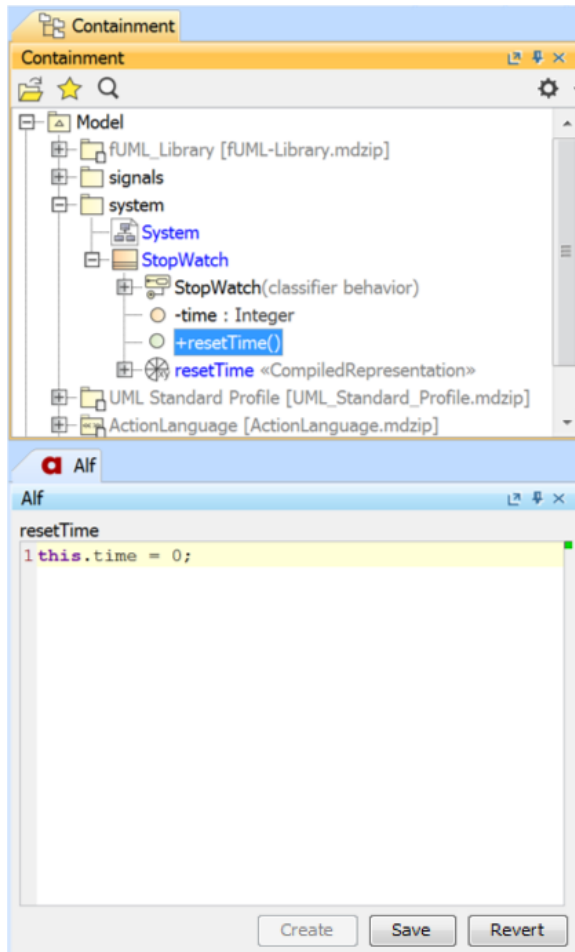 Containment
Containment
Model
fUML_Library [fUML-Library.mdzip]
signals
system
System
StopWatch
StopWatch(classifier behavior)
-time : Integer
+resetTime()
resetTime «CompiledRepresentation»
UML Standard Profile [UML_Standard_Profile.mdzip]
ActionLanguage [ActionLanguage.mdzip]
a Alf
Alf
resetTime
1 this.time = 0;
Create Save Revert